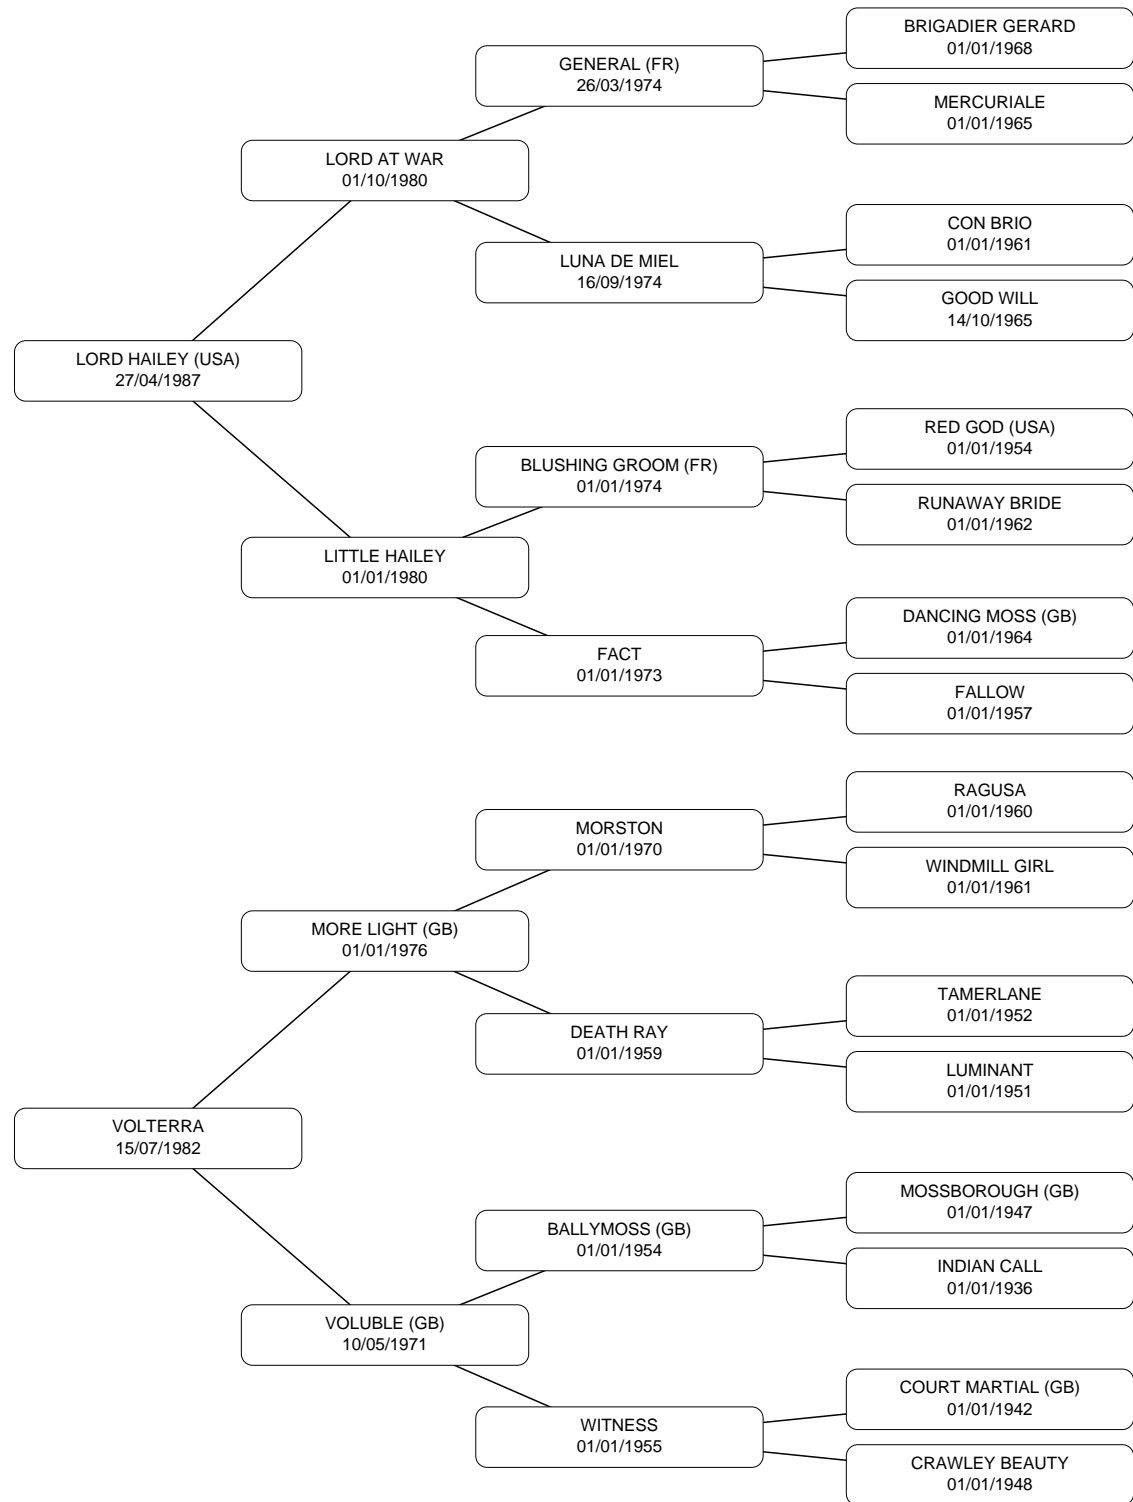 BRIGADIER GERARD
01/01/1968
GENERAL (FR)
26/03/1974
MERCURIALE
01/01/1965
LORD AT WAR
01/10/1980
CON BRIO
01/01/1961
LUNA DE MIEL
16/09/1974
GOOD WILL
14/10/1965
LORD HAILEY (USA)
27/04/1987
RED GOD (USA)
01/01/1954
BLUSHING GROOM (FR)
01/01/1974
RUNAWAY BRIDE
01/01/1962
LITTLE HAILEY
01/01/1980
DANCING MOSS (GB)
01/01/1964
FACT
01/01/1973
FALLOW
01/01/1957
RAGUSA
01/01/1960
MORSTON
01/01/1970
WINDMILL GIRL
01/01/1961
MORE LIGHT (GB)
01/01/1976
TAMERLANE
01/01/1952
DEATH RAY
01/01/1959
LUMINANT
01/01/1951
VOLTERRA
15/07/1982
MOSSBOROUGH (GB)
01/01/1947
BALLYMOSS (GB)
01/01/1954
INDIAN CALL
01/01/1936
VOLUBLE (GB)
10/05/1971
COURT MARTIAL (GB)
01/01/1942
WITNESS
01/01/1955
CRAWLEY BEAUTY
01/01/1948